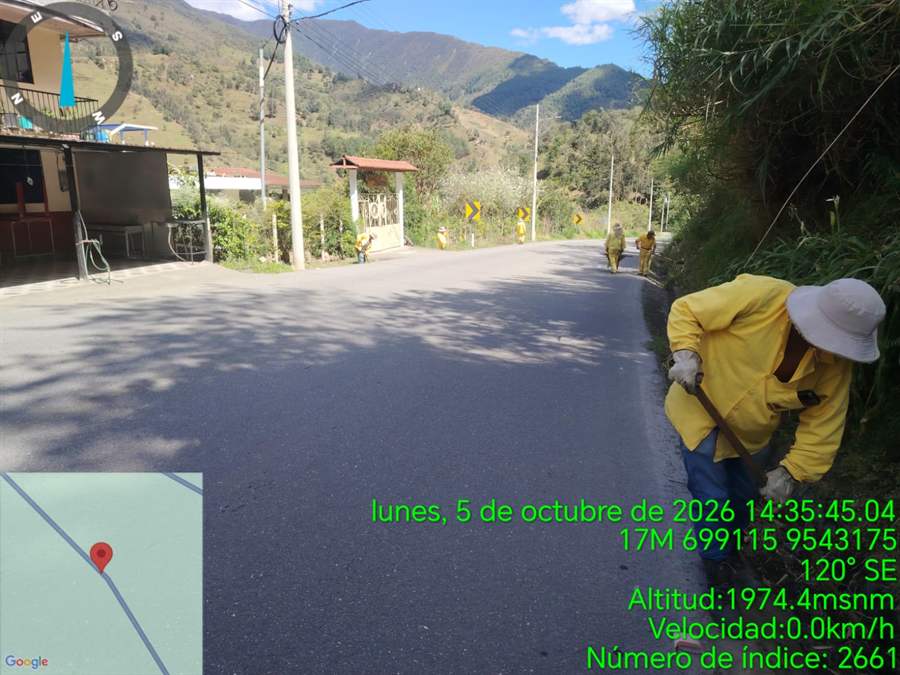 E
S
W
lunes, 5 de octubre de 2026 14:35:45.04
17M 699115 9543175
120° SE
Altitud:1974.4msnm
Velocidad:0.0km/h
Número de índice: 2661
Google